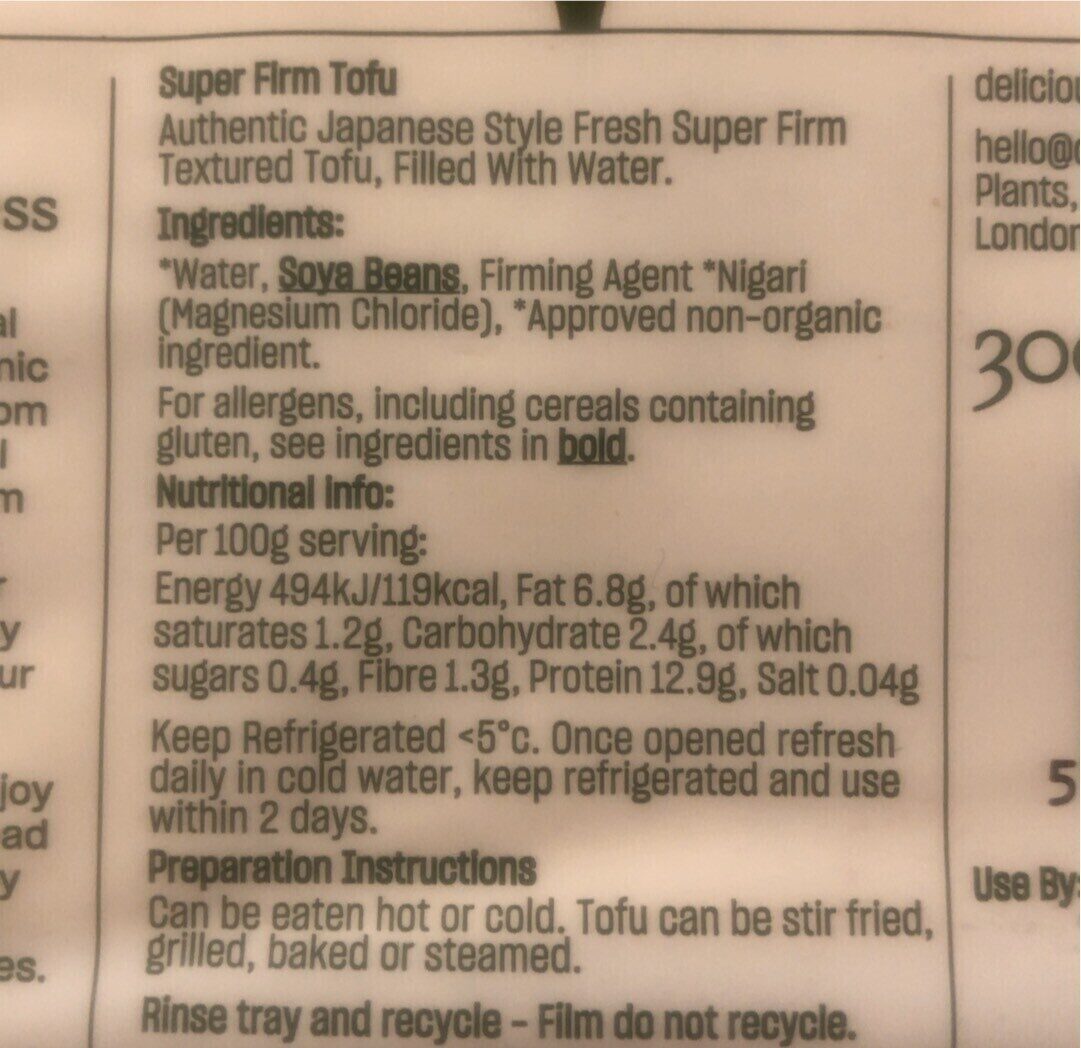 Super Firm Tofu
Authentic Japanese Style Fresh Super Firm
Textured Tofu, Filled With Water.
Ingredients:
*Water, Soya Beans, Firming Agent *Nigari
(Magnesium Chloride), *Approved non-organic
ingredient.
For allergens, including cereals containing
gluten, see ingredients in bold.
Nutritional Info:
Per 100g serving:
Energy 494kJ/119kcal, Fat 6.8g, of which
saturates 1.2g, Carbohydrate 2.4g, of which
sugars 0.4g, Fibre 1.3g, Protein 12.9g, Salt 0.04g
Keep Refrigerated <5°c. Once opened refresh
daily in cold water, keep refrigerated and use
within 2 days.
Preparation Instructions
Can be eaten hot or cold. Tofu can be stir fried,
grilled, baked or steamed.
Rinse tray and recycle - Film do not recycle.
hello@
Plants,
London
Use By: